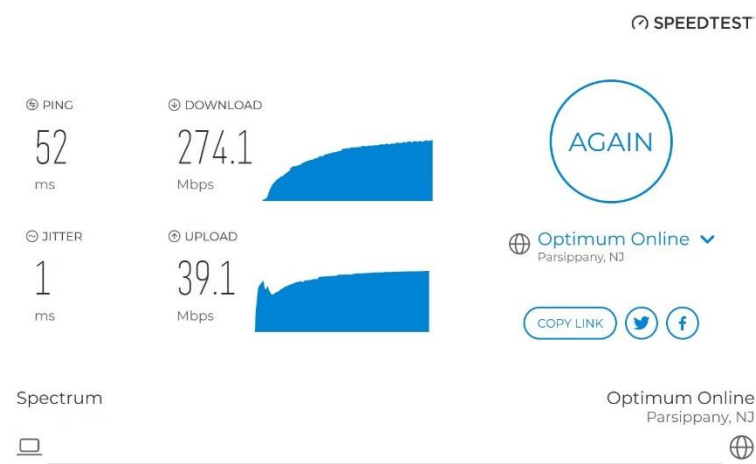 SPEEDTEST
PING
52
ms
DOWNLOAD
274.1
Mbps
AGAIN
JITTER
1
ms
UPLOAD
39.1
Mbps
Optimum Online
Parsippany, NJ
COPY LINK
Spectrum
Optimum Online
Parsippany, NJ